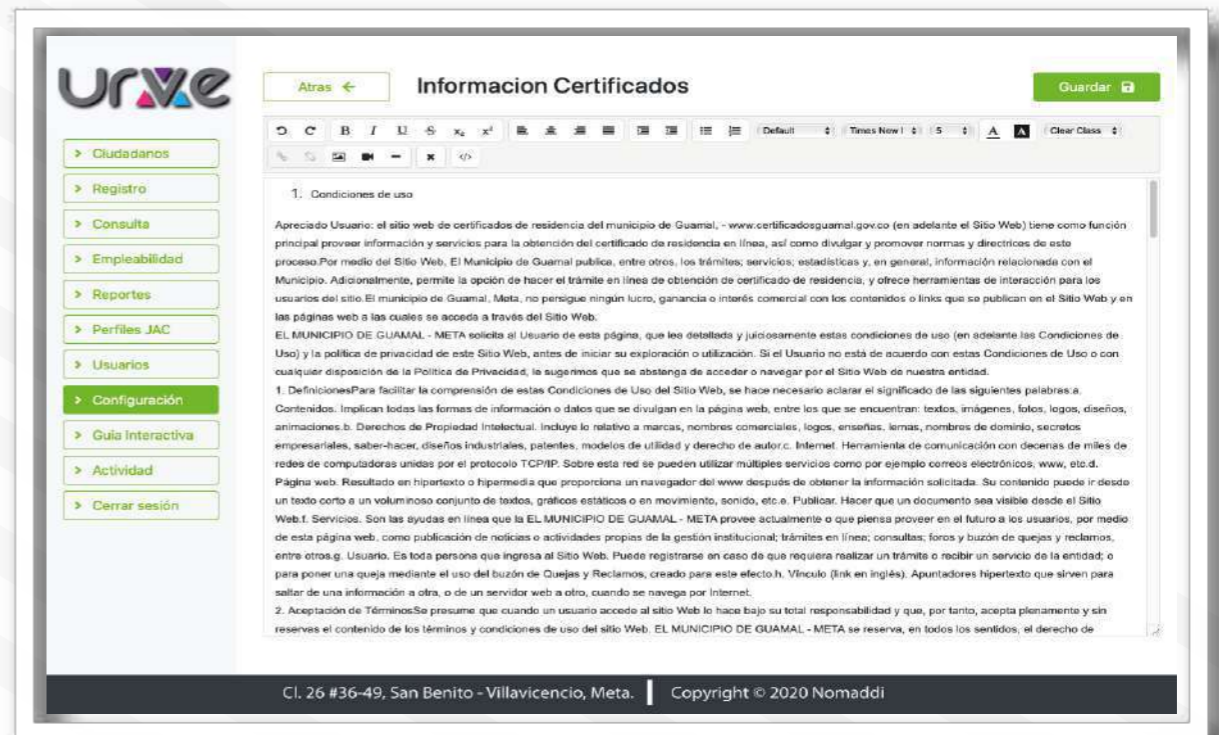 urve
Atras ←
Informacion Certificados
Guardar
B I U S x₂ x²
Default
Times New I
5
A
A
Clear Class
</>
> Ciudadanos
> Registro
> Consulta
> Empleabilidad
> Reportes
> Perfiles JAC
> Usuarios
> Configuración
> Guia Interactiva
> Actividad
> Cerrar sesión
1. Condiciones de uso
Apreciado Usuario: el sitio web de certificados de residencia del municipio de Guamal, - www.certificadosguamal.gov.co (en adelante el Sitio Web) tiene como función
principal proveer información y servicios para la obtención del certificado de residencia en línea, así como divulgar y promover normas y directrices de este
proceso.Por medio del Sitio Web, El Municipio de Guamal publica, entre otros, los trámites; servicios; estadísticas y, en general, información relacionada con el
Municipio. Adicionalmente, permite la opción de hacer el trámite en línea de obtención de certificado de residencia, y ofrece herramientas de interacción para los
usuarios del sitio.El municipio de Guamal, Meta, no persigue ningún lucro, ganancia o interés comercial con los contenidos o links que se publican en el Sitio Web y en
las páginas web a las cuales se acceda a través del Sitio Web.
EL MUNICIPIO DE GUAMAL - META solicita al Usuario de esta página, que lea detallada y juiciosamente estas condiciones de uso (en adelante las Condiciones de
Uso) y la política de privacidad de este Sitio Web, antes de iniciar su exploración o utilización. Si el Usuario no está de acuerdo con estas Condiciones de Uso o con
cualquier disposición de la Política de Privacidad, le sugerimos que se abstenga de acceder o navegar por el Sitio Web de nuestra entidad.
1. DefinicionesPara facilitar la comprensión de estas Condiciones de Uso del Sitio Web, se hace necesario aclarar el significado de las siguientes palabras:a.
Contenidos. Implican todas las formas de información o datos que se divulgan en la página web, entre los que se encuentran: textos, imágenes, fotos, logos, diseños,
animaciones.b. Derechos de Propiedad Intelectual. Incluye lo relativo a marcas, nombres comerciales, logos, enseñas, lemas, nombres de dominio, secretos
empresariales, saber-hacer, diseños industriales, patentes, modelos de utilidad y derecho de autor.c. Internet. Herramienta de comunicación con decenas de miles de
redes de computadoras unidas por el protocolo TCP/IP. Sobre esta red se pueden utilizar múltiples servicios como por ejemplo correos electrónicos, www, etc.d.
Página web. Resultado en hipertexto o hipermedia que proporciona un navegador del www después de obtener la información solicitada. Su contenido puede ir desde
un texto corto a un voluminoso conjunto de textos, gráficos estáticos o en movimiento, sonido, etc.e. Publicar. Hacer que un documento sea visible desde el Sitio
Web.f. Servicios. Son las ayudas en línea que la EL MUNICIPIO DE GUAMAL - META provee actualmente o que piensa proveer en el futuro a los usuarios, por medio
de esta página web, como publicación de noticias o actividades propias de la gestión institucional; trámites en línea; consultas; foros y buzón de quejas y reclamos,
entre otros.g. Usuario. Es toda persona que ingresa al Sitio Web. Puede registrarse en caso de que requiera realizar un trámite o recibir un servicio de la entidad; o
para poner una queja mediante el uso del buzón de Quejas y Reclamos, creado para este efecto.h. Vínculo (link en inglés). Apuntadores hipertexto que sirven para
saltar de una información a otra, o de un servidor web a otro, cuando se navega por Internet.
2. Aceptación de TérminosSe presume que cuando un usuario accede al sitio Web lo hace bajo su total responsabilidad y que, por tanto, acepta plenamente y sin
reservas el contenido de los términos y condiciones de uso del sitio Web. EL MUNICIPIO DE GUAMAL - META se reserva, en todos los sentidos, el derecho de
Cl. 26 #36-49, San Benito - Villavicencio, Meta. | Copyright © 2020 Nomaddi